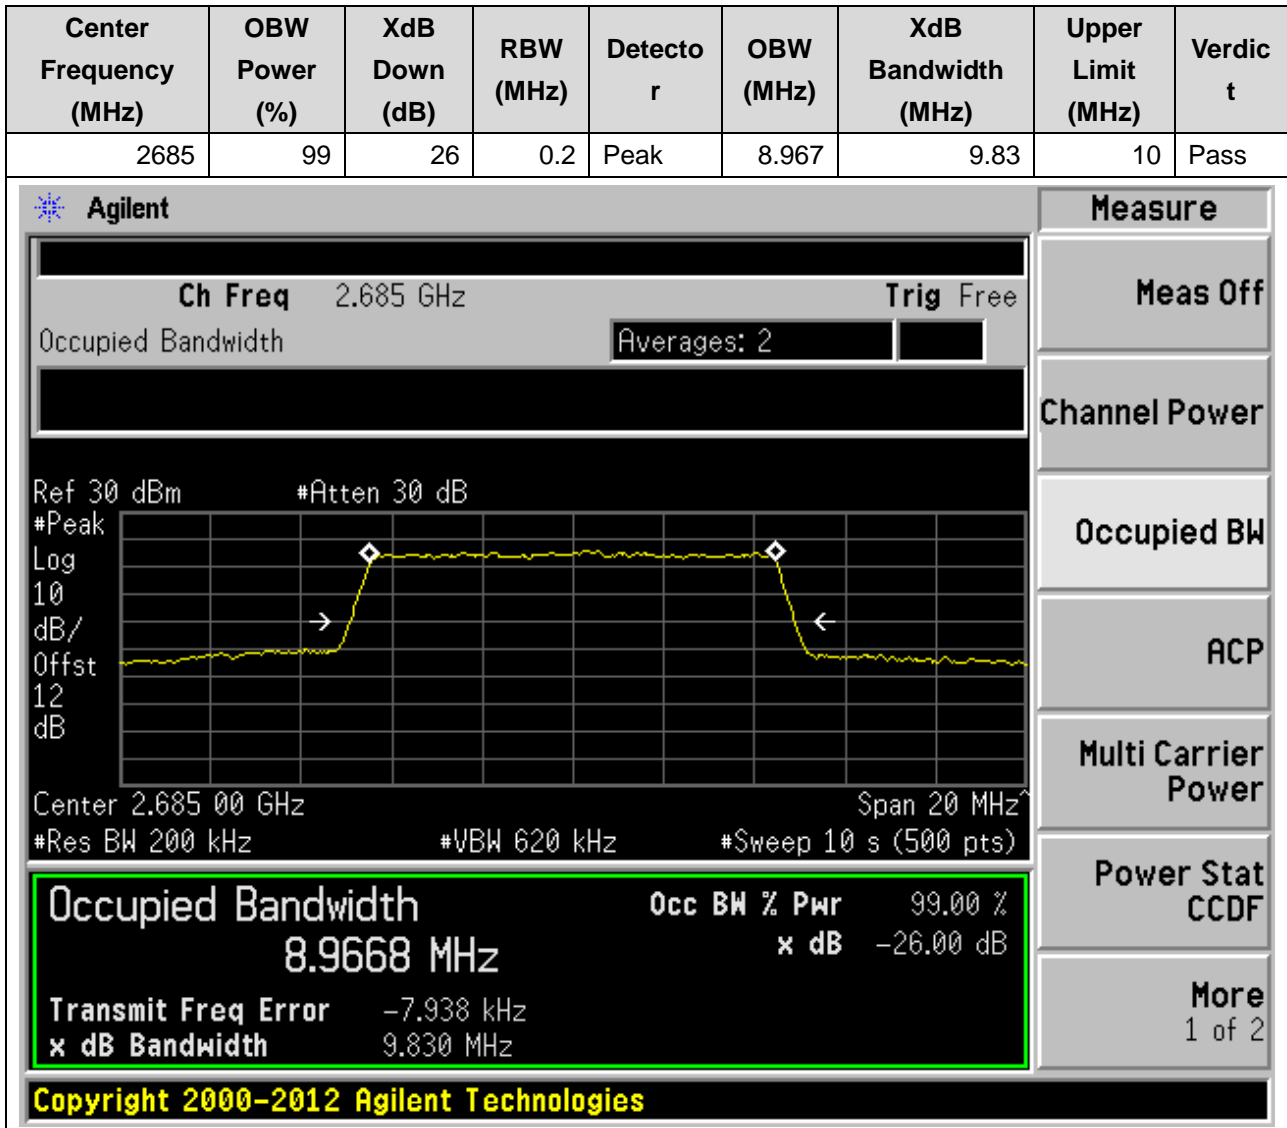 Center Frequency (MHz) OBW Power (%) XdB Down (dB) RBW (MHz) Detector OBW (MHz) XdB Bandwidth (MHz) Upper Limit (MHz) Verdict
2685 99 26 0.2 Peak 8.967 9.83 10 Pass
Agilent
Measure
Ch Freq 2.685 GHz Trig Free
Meas Off
Occupied Bandwidth Averages: 2
Channel Power
Ref 30 dBm #Atten 30 dB
#Peak
Log
10
dB/
Offst
12
dB
Occupied BW
ACP
Multi Carrier
Power
Center 2.685 00 GHz Span 20 MHz^
#Res BW 200 kHz #VBW 620 kHz #Sweep 10 s (500 pts)
Power Stat
CCDF
Occupied Bandwidth Occ BW % Pwr 99.00 %
8.9668 MHz x dB -26.00 dB
Transmit Freq Error -7.938 kHz
x dB Bandwidth 9.830 MHz
More
1 of 2
Copyright 2000-2012 Agilent Technologies